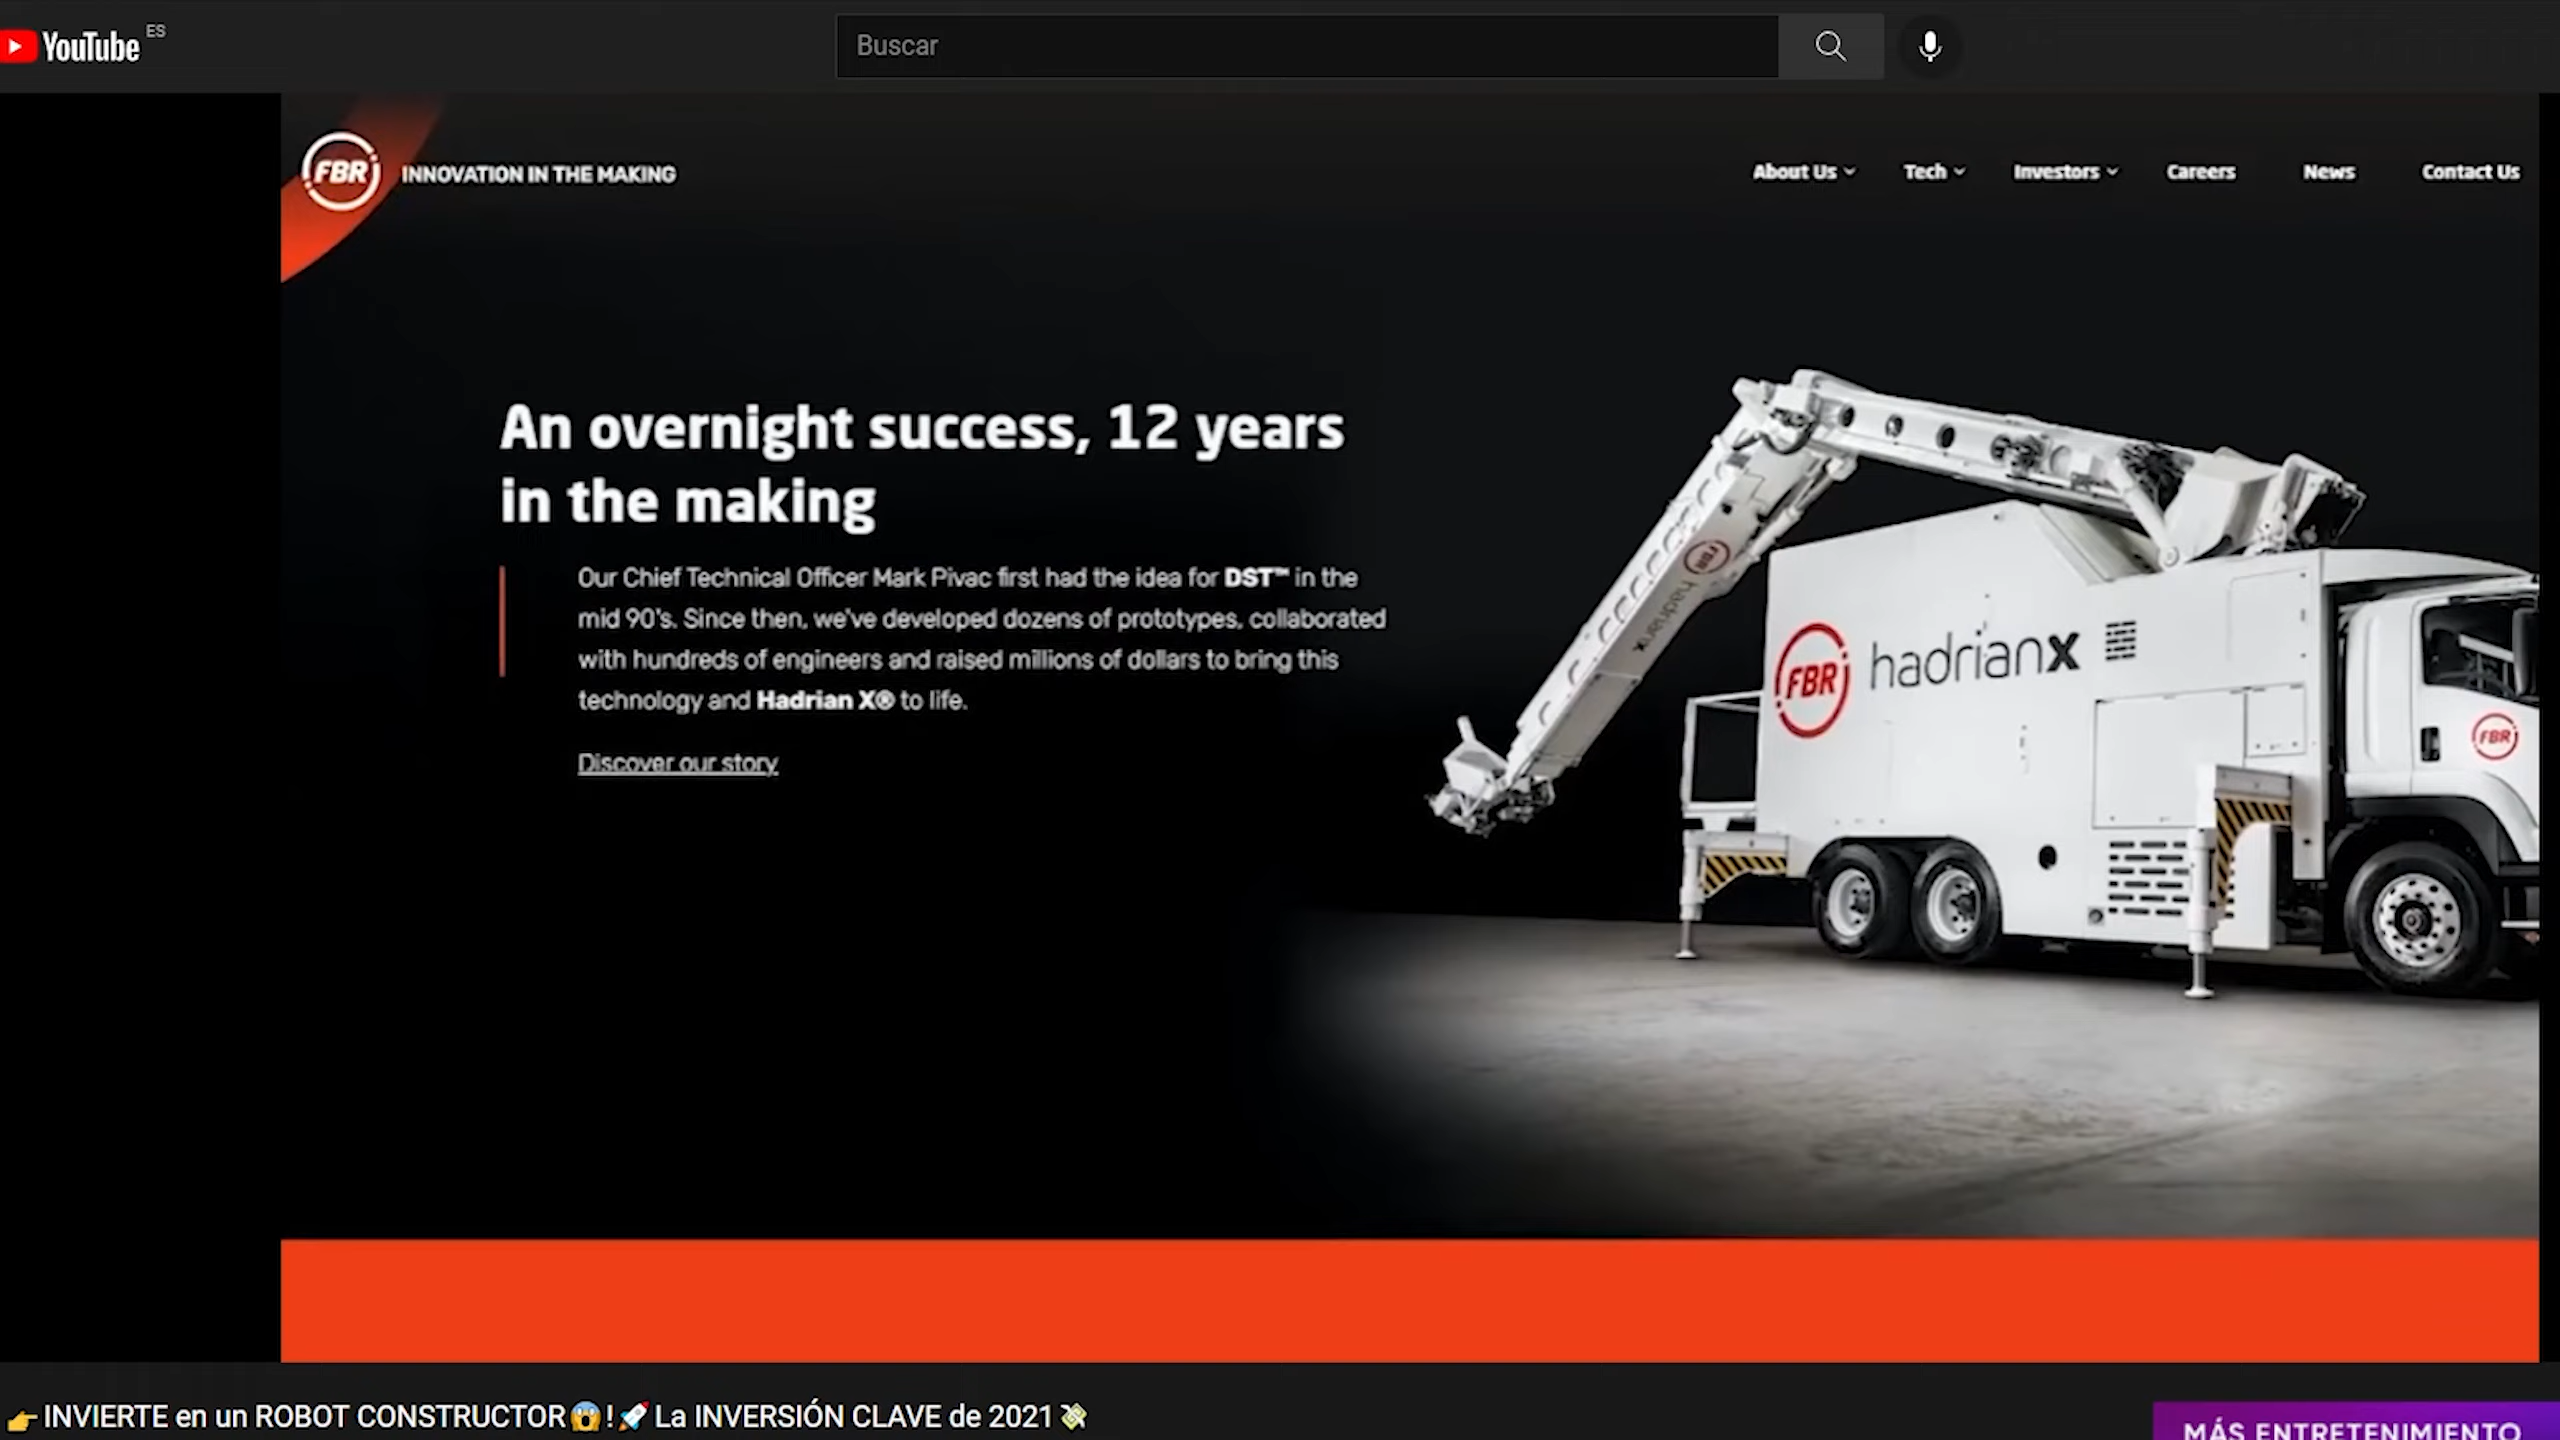 YouTube ES
Buscar
FBR INNOVATION IN THE MAKING
About Us Tech Investors Careers News Contact Us
An overnight success, 12 years
in the making
Our Chief Technical Officer Mark Pivac first had the idea for DST™ in the
mid 90's. Since then, we've developed dozens of prototypes, collaborated
with hundreds of engineers and raised millions of dollars to bring this
technology and Hadrian X® to life.
Discover our story
FBR hadrianx
FBR hadrianx
FBR
👉INVIERTE en un ROBOT CONSTRUCTOR😱!🚀La INVERSIÓN CLAVE de 2021💸
MÁS ENTRETENIMIENTO